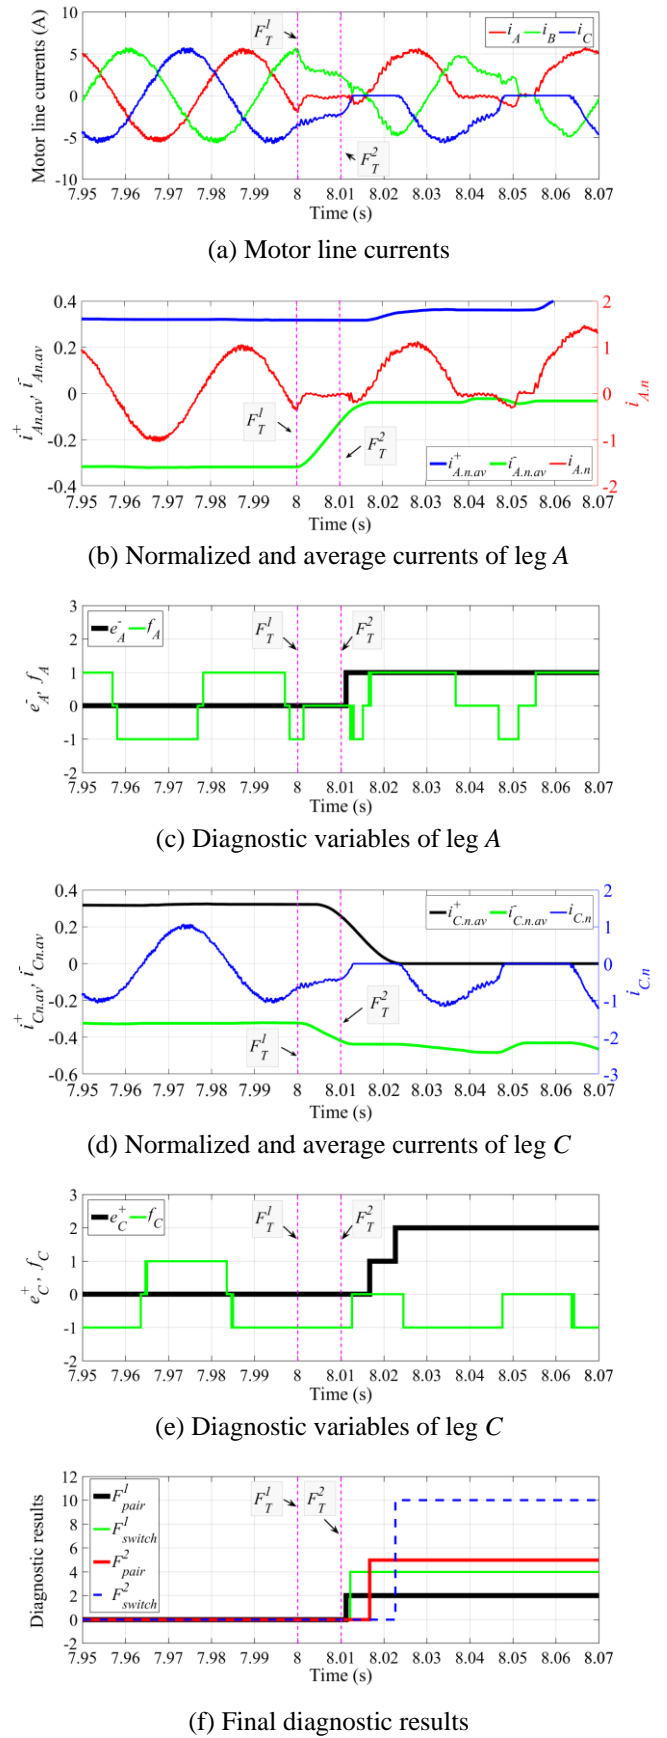 10
5
0
-5
-10
Motor line currents (A)
F_T^1
F_T^2
i_A i_B i_C
7.95 7.96 7.97 7.98 7.99 8 8.01 8.02 8.03 8.04 8.05 8.06 8.07
Time (s)
(a) Motor line currents
0.4
0.2
0
-0.2
-0.4
i^+_{An.av}, i^-_{An.av}
F_T^1
F_T^2
i^+_{A.n.av} i^-_{A.n.av} i_{A.n}
2
1
0
-1
-2
i_{A.n}
7.95 7.96 7.97 7.98 7.99 8 8.01 8.02 8.03 8.04 8.05 8.06 8.07
Time (s)
(b) Normalized and average currents of leg A
3
2
1
0
-1
-2
e^-_A, f_A
e^-_A f_A
F_T^1
F_T^2
7.95 7.96 7.97 7.98 7.99 8 8.01 8.02 8.03 8.04 8.05 8.06 8.07
Time (s)
(c) Diagnostic variables of leg A
0.4
0.2
0
-0.2
-0.4
-0.6
i^+_{Cn.av}, i^-_{Cn.av}
i^+_{C.n.av} i^-_{C.n.av} i_{C.n}
F_T^1
F_T^2
2
1
0
-1
-2
-3
i_{C.n}
7.95 7.96 7.97 7.98 7.99 8 8.01 8.02 8.03 8.04 8.05 8.06 8.07
Time (s)
(d) Normalized and average currents of leg C
3
2
1
0
-1
-2
e^+_C, f_C
e^+_C f_C
F_T^1
F_T^2
7.95 7.96 7.97 7.98 7.99 8 8.01 8.02 8.03 8.04 8.05 8.06 8.07
Time (s)
(e) Diagnostic variables of leg C
12
10
8
6
4
2
0
-2
Diagnostic results
F^1_{pair}
F^1_{switch}
F^2_{pair}
F^2_{switch}
F_T^1
F_T^2
7.95 7.96 7.97 7.98 7.99 8 8.01 8.02 8.03 8.04 8.05 8.06 8.07
Time (s)
(f) Final diagnostic results